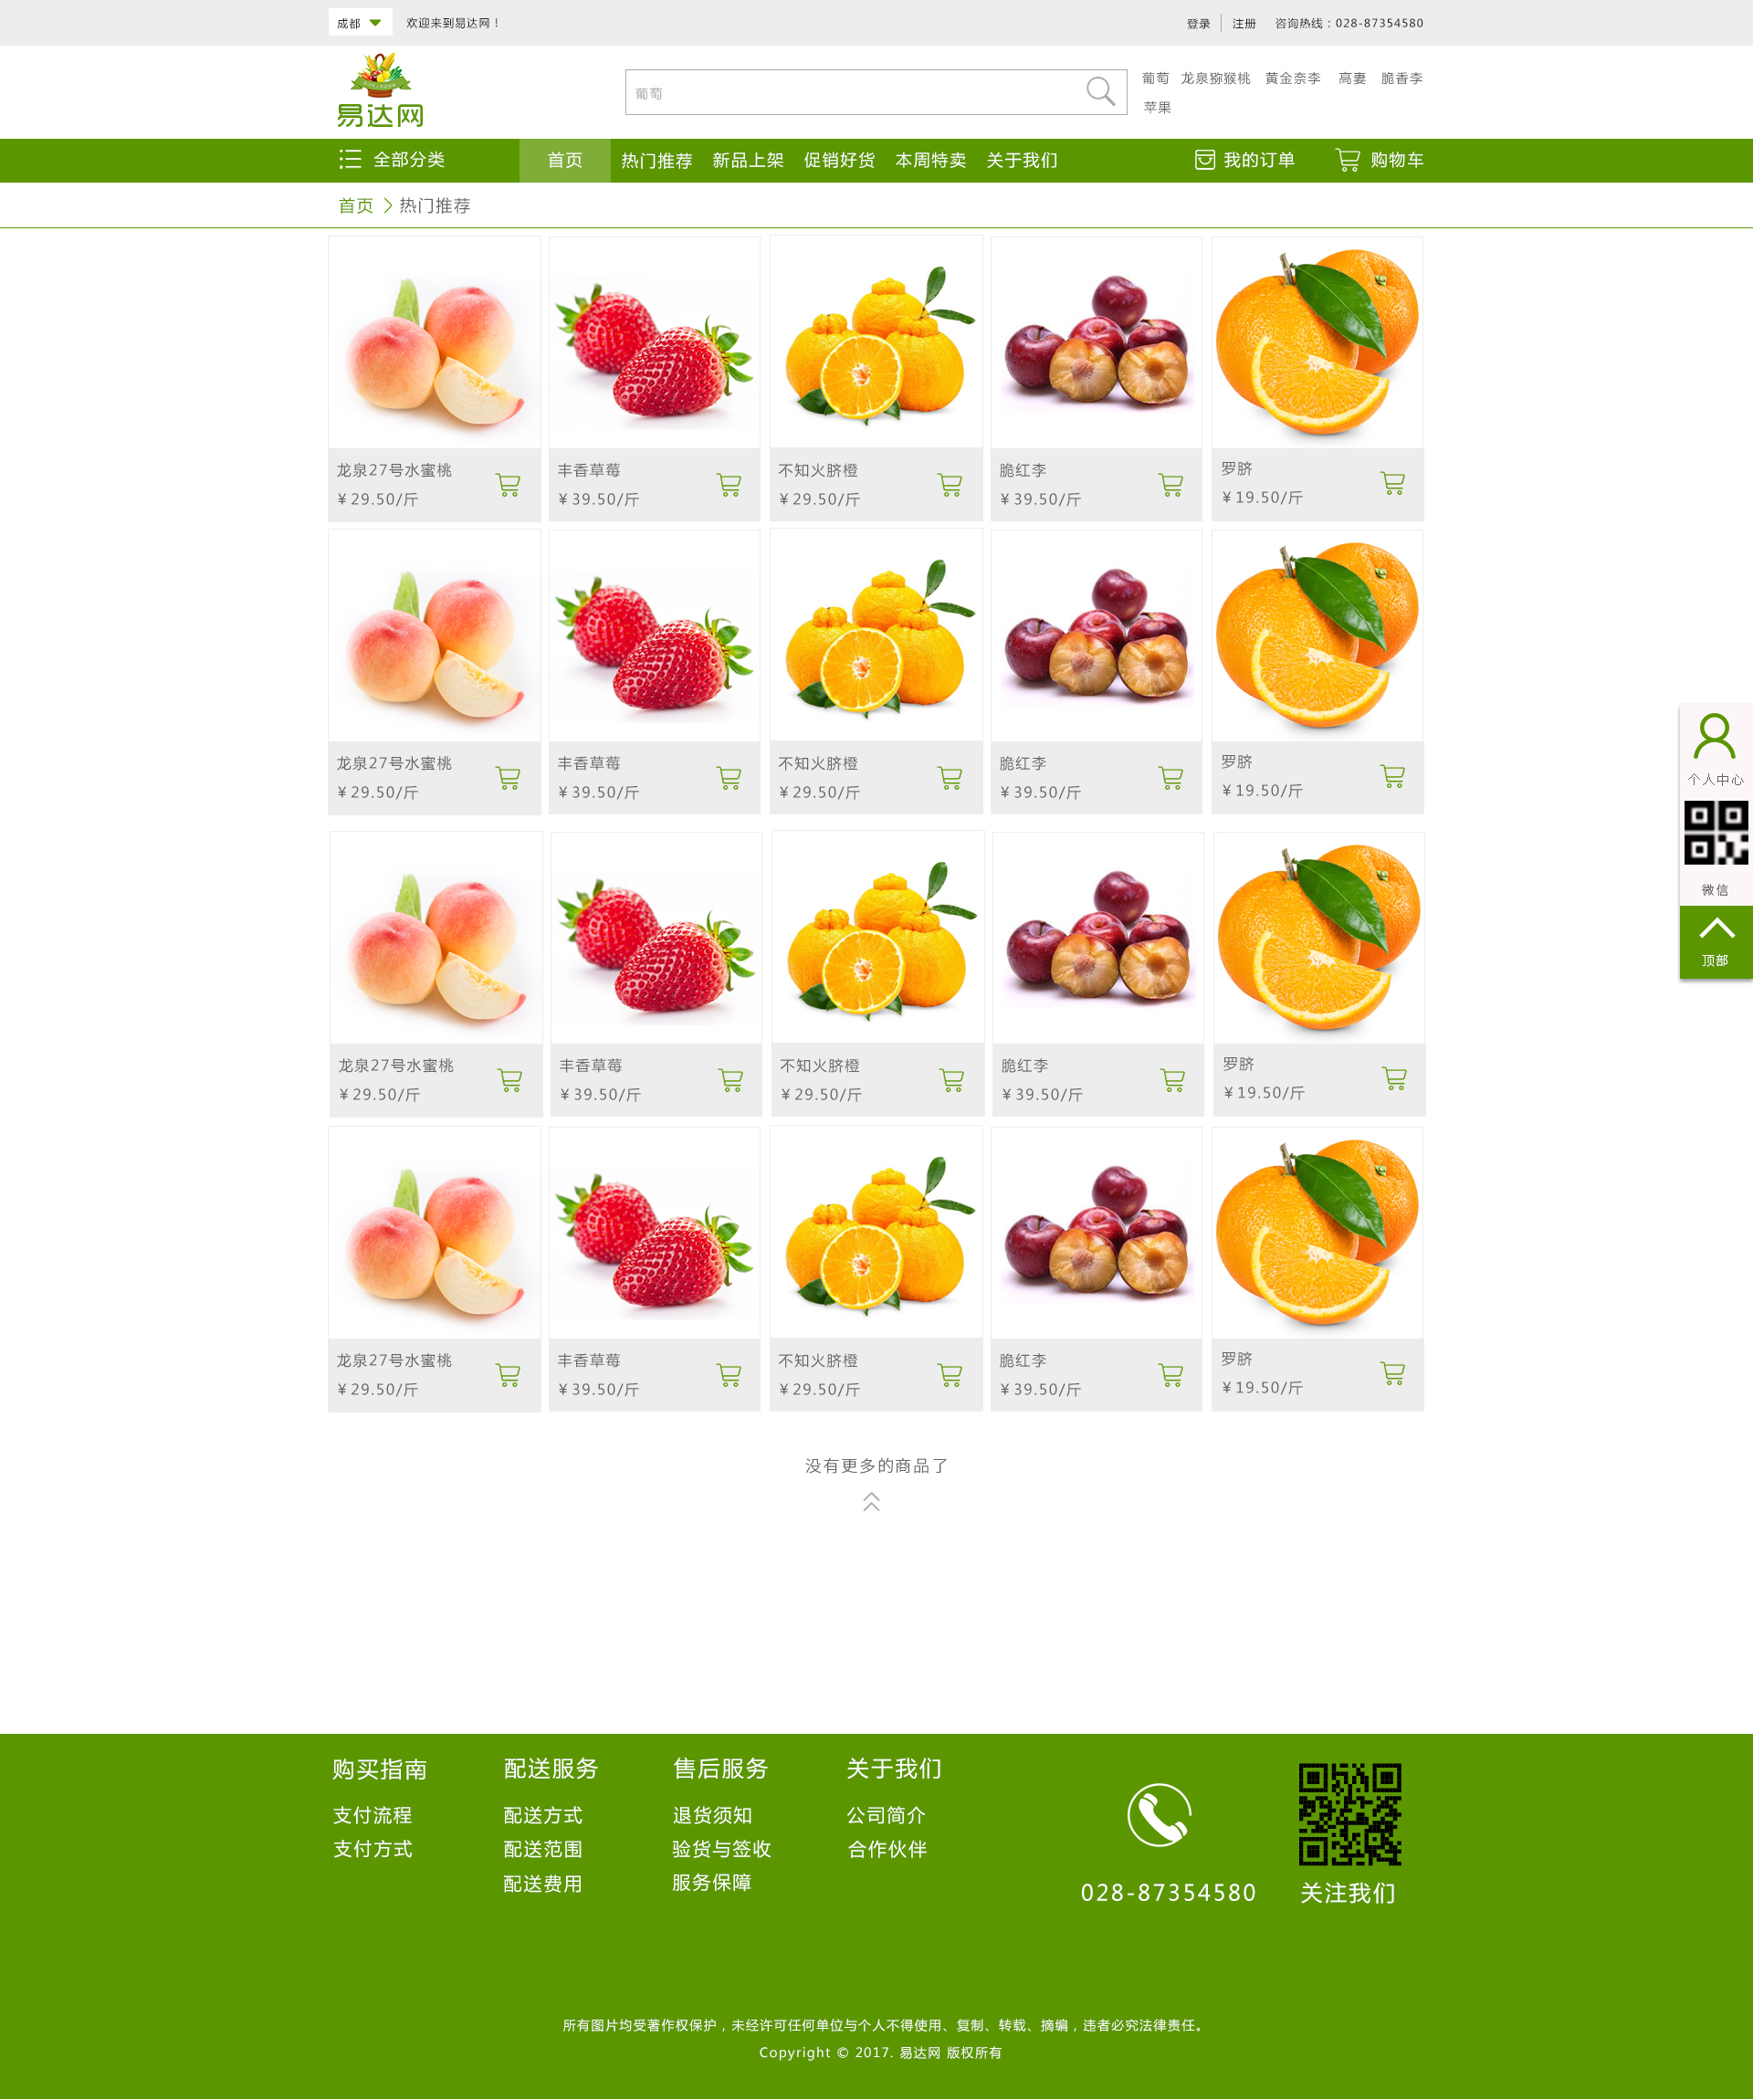 成都 欢迎来到易达网！ 登录 注册 咨询热线：028-87354580
易达网
葡萄
葡萄 龙泉猕猴桃 黄金奈李 高妻 脆香李
苹果
全部分类 首页 热门推荐 新品上架 促销好货 本周特卖 关于我们 我的订单 购物车
首页 热门推荐
龙泉27号水蜜桃 丰香草莓 不知火脐橙 脆红李 罗脐
￥29.50/斤 ￥39.50/斤 ￥29.50/斤 ￥39.50/斤 ￥19.50/斤
龙泉27号水蜜桃 丰香草莓 不知火脐橙 脆红李 罗脐
￥29.50/斤 ￥39.50/斤 ￥29.50/斤 ￥39.50/斤 ￥19.50/斤
个人中心
微信
顶部
龙泉27号水蜜桃 丰香草莓 不知火脐橙 脆红李 罗脐
￥29.50/斤 ￥39.50/斤 ￥29.50/斤 ￥39.50/斤 ￥19.50/斤
龙泉27号水蜜桃 丰香草莓 不知火脐橙 脆红李 罗脐
￥29.50/斤 ￥39.50/斤 ￥29.50/斤 ￥39.50/斤 ￥19.50/斤
没有更多的商品了
购买指南 配送服务 售后服务 关于我们
支付流程 配送方式 退货须知 公司简介
支付方式 配送范围 验货与签收 合作伙伴
配送费用 服务保障
028-87354580 关注我们
所有图片均受著作权保护，未经许可任何单位与个人不得使用、复制、转载、摘编，违者必究法律责任。
Copyright © 2017. 易达网 版权所有